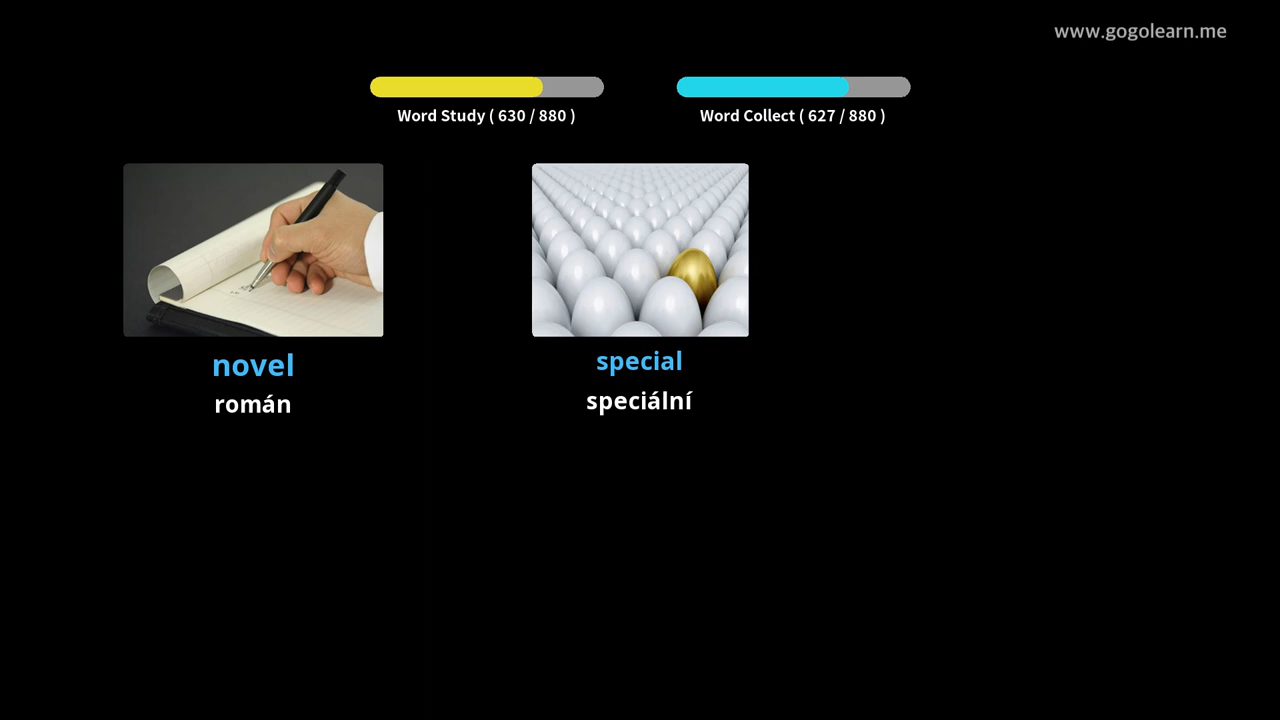 www.gogolearn.me
Word Study ( 630 / 880 )
Word Collect ( 627 / 880 )
novel
román
special
speciální